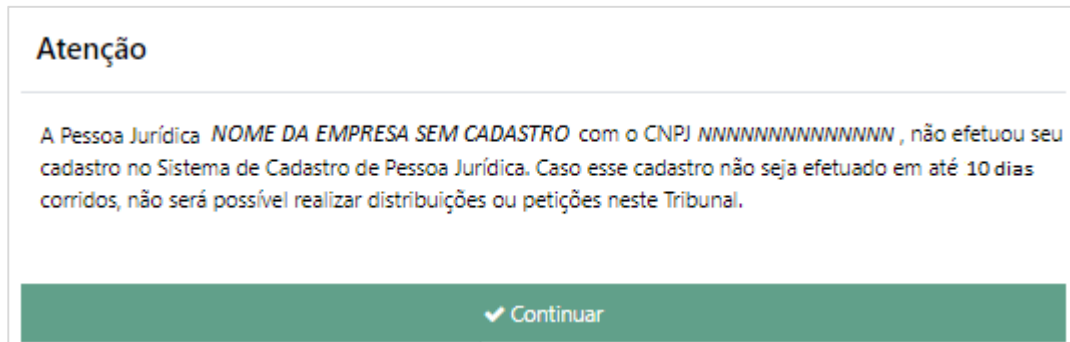 Atenção
A Pessoa Jurídica NOME DA EMPRESA SEM CADASTRO com o CNPJ NNNNNNNNNNNNNN , não efetuou seu
cadastro no Sistema de Cadastro de Pessoa Jurídica. Caso esse cadastro não seja efetuado em até 10 dias
corridos, não será possível realizar distribuições ou petições neste Tribunal.
✔ Continuar